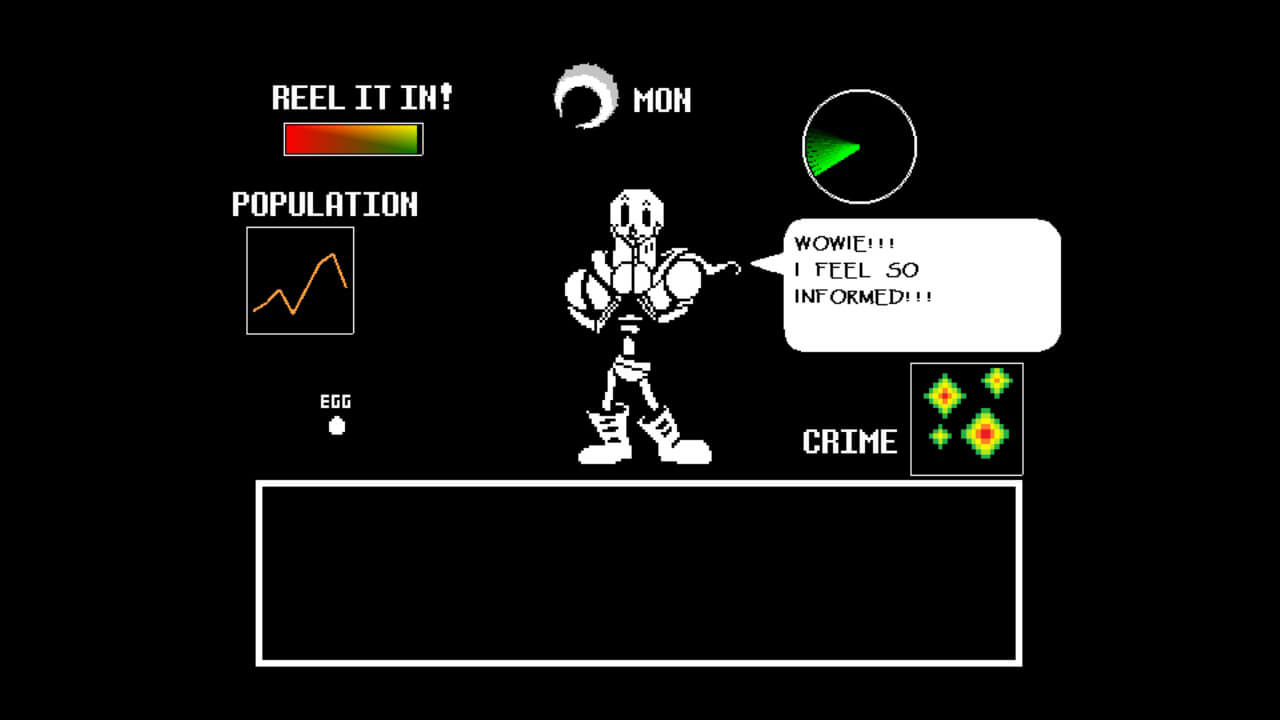 REEL IT IN!
MON
POPULATION
WOWIE!!!
I FEEL SO
INFORMED!!!
EGG
CRIME